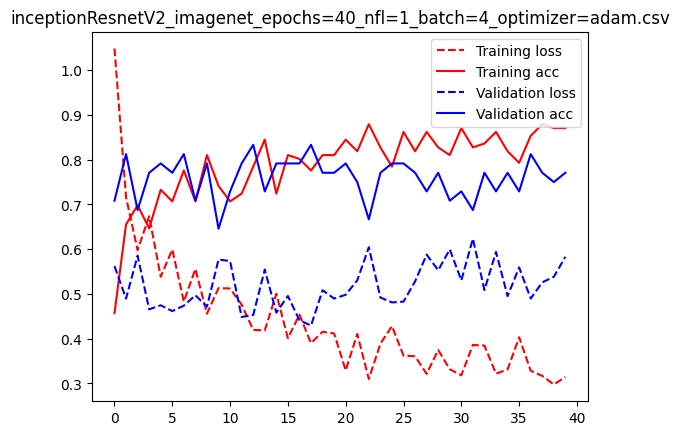 inceptionResnetV2_imagenet_epochs=40_nfl=1_batch=4_optimizer=adam.csv
Training loss
Training acc
Validation loss
Validation acc
1.0
0.9
0.8
0.7
0.6
0.5
0.4
0.3
0 5 10 15 20 25 30 35 40